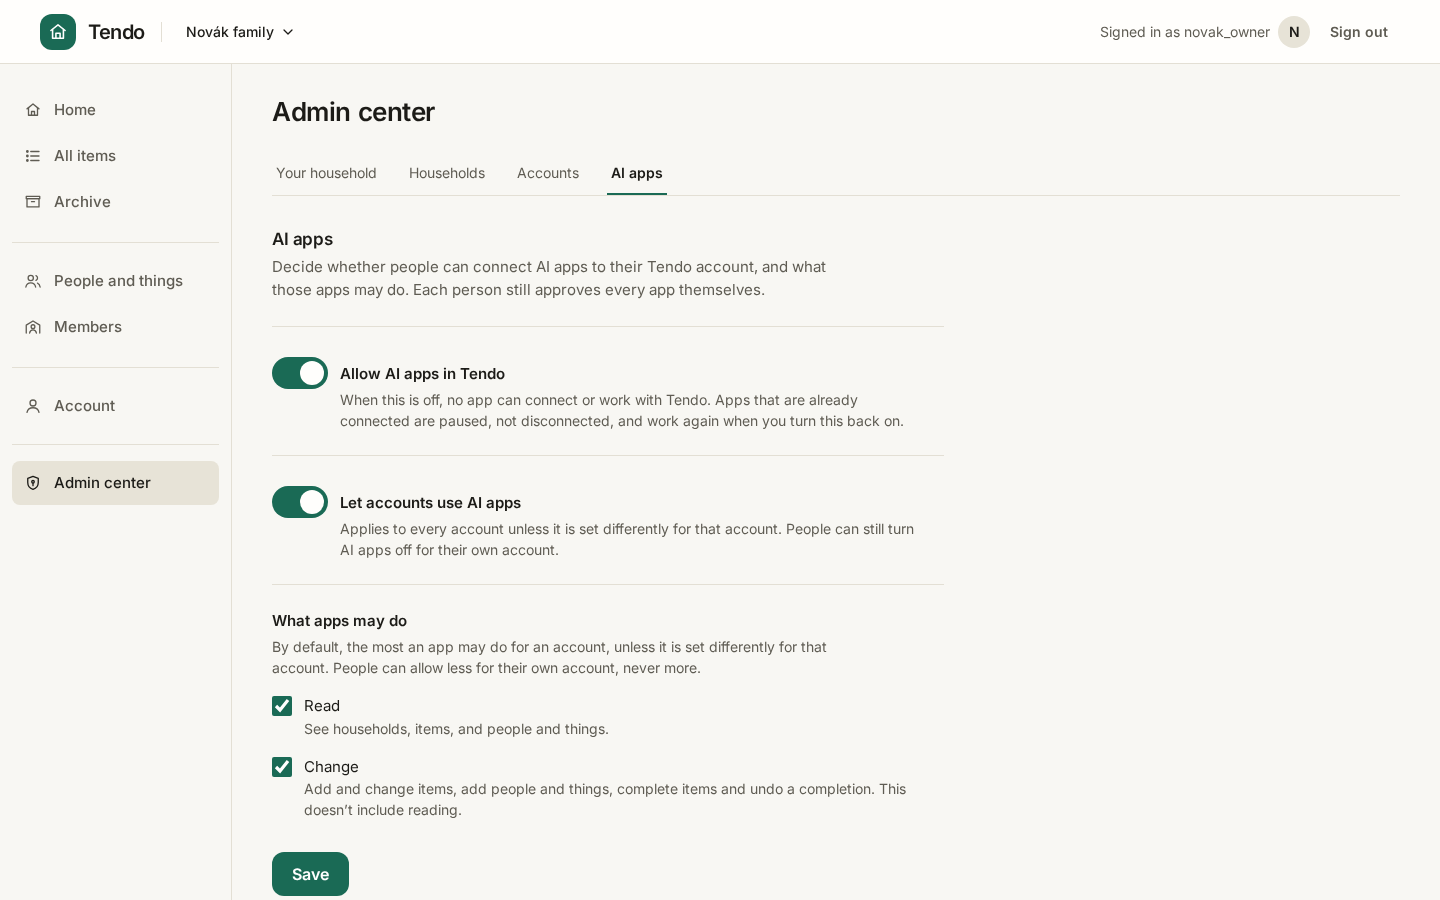 Tendo
Novák family
Signed in as novak_owner
N
Sign out
Home
All items
Archive
People and things
Members
Account
Admin center
Admin center
Your household
Households
Accounts
AI apps
AI apps
Decide whether people can connect AI apps to their Tendo account, and what
those apps may do. Each person still approves every app themselves.
Allow AI apps in Tendo
When this is off, no app can connect or work with Tendo. Apps that are already
connected are paused, not disconnected, and work again when you turn this back on.
Let accounts use AI apps
Applies to every account unless it is set differently for that account. People can still turn
AI apps off for their own account.
What apps may do
By default, the most an app may do for an account, unless it is set differently for that
account. People can allow less for their own account, never more.
Read
See households, items, and people and things.
Change
Add and change items, add people and things, complete items and undo a completion. This
doesn’t include reading.
Save